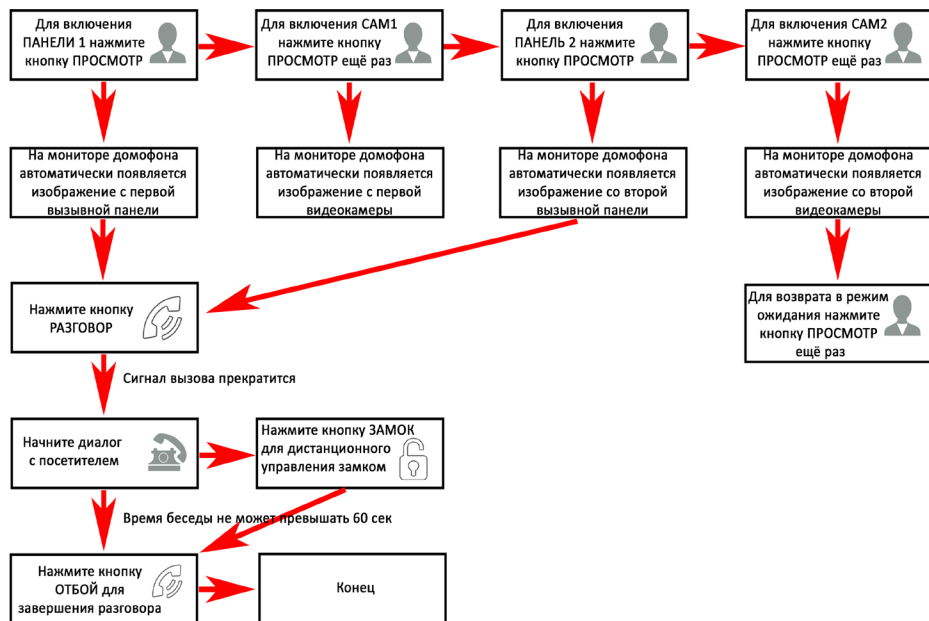 Для включения
ПАНЕЛИ 1 нажмите
кнопку ПРОСМОТР
Для включения САМ1
нажмите кнопку
ПРОСМОТР ещё раз
Для включения
ПАНЕЛЬ 2 нажмите
кнопку ПРОСМОТР
Для включения САМ2
нажмите кнопку
ПРОСМОТР ещё раз
На мониторе домофона
автоматически появляется
изображение с первой
вызывной панели
На мониторе домофона
автоматически появляется
изображение с первой
видеокамеры
На мониторе домофона
автоматически появляется
изображение со второй
вызывной панели
На мониторе домофона
автоматически появляется
изображение со второй
видеокамеры
Нажмите кнопку
РАЗГОВОР
Для возврата в режим
ожидания нажмите
кнопку ПРОСМОТР
ещё раз
Сигнал вызова прекратится
Начните диалог
с посетителем
Нажмите кнопку ЗАМОК
для дистанционного
управления замком
Время беседы не может превышать 60 сек
Нажмите кнопку
ОТБОЙ для
завершения разговора
Конец